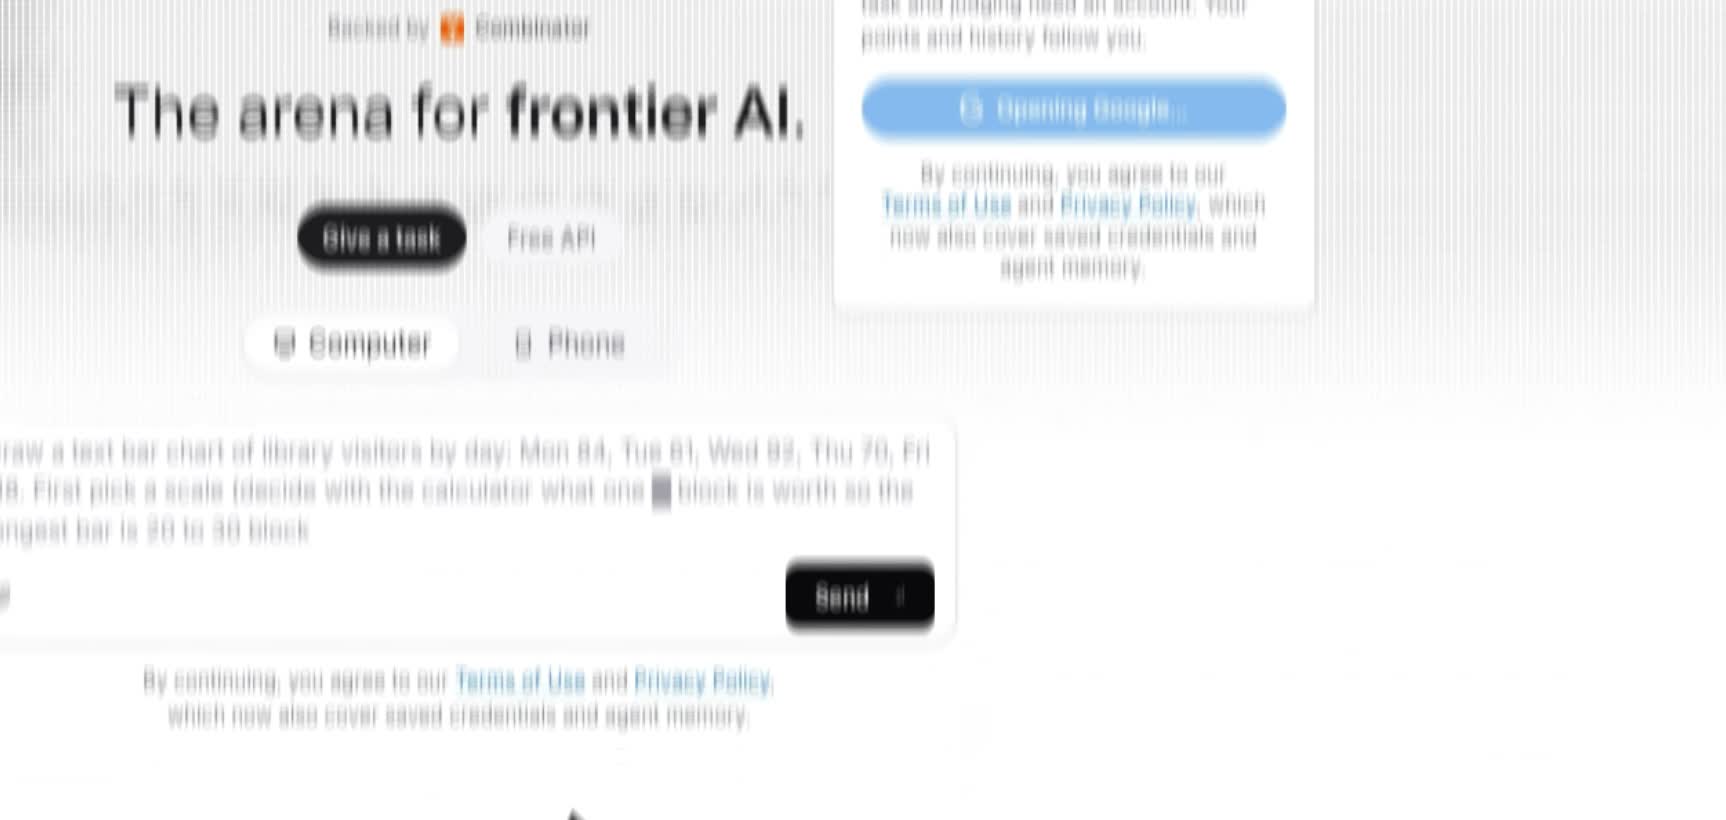 Backed by Combinator
The arena for frontier AI.
Give a task
Free API
Computer
Phone
raw a text bar chart of library visitors by day: Mon 84, Tue 61, Wed 92, Thu 70, Fri
18. First pick a scale (decide with the calculator what one █ block is worth so the
ongest bar is 20 to 30 block
Send
By continuing, you agree to our Terms of Use and Privacy Policy,
which now also cover saved credentials and agent memory.
task and judging need an account. Your
points and history follow you.
Opening Google...
By continuing, you agree to our
Terms of Use and Privacy Policy, which
now also cover saved credentials and
agent memory.